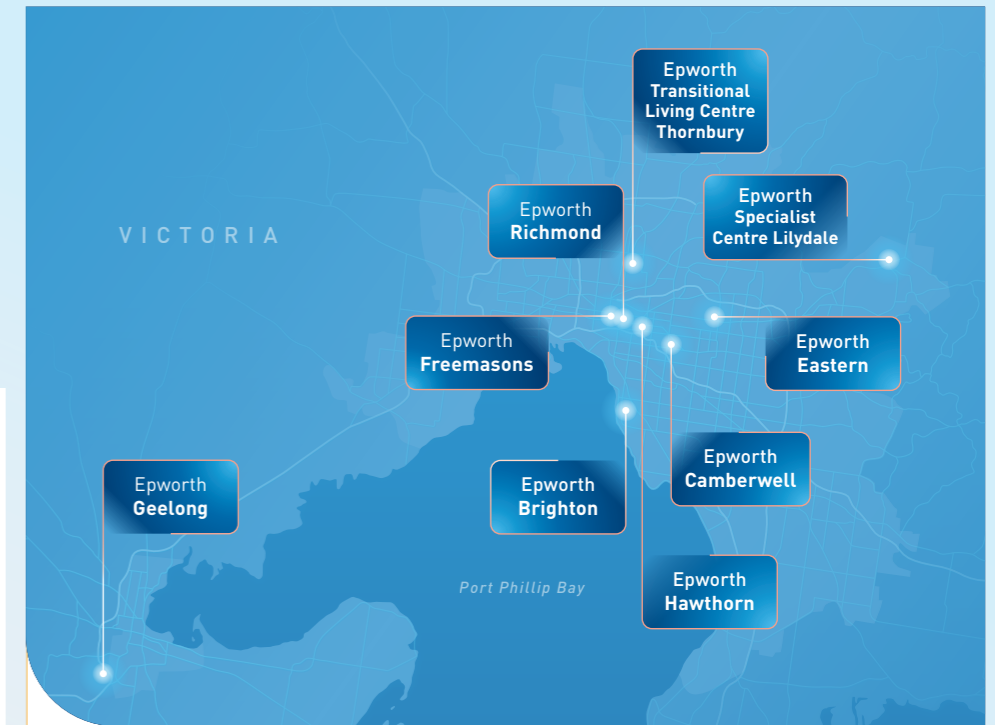 Epworth
Transitional
Living Centre
Thornbury
Epworth
Specialist
Centre Lilydale
Epworth
Richmond
VICTORIA
Epworth
Freemasons
Epworth
Eastern
Epworth
Camberwell
Epworth
Geelong
Epworth
Brighton
Port Phillip Bay
Epworth
Hawthorn